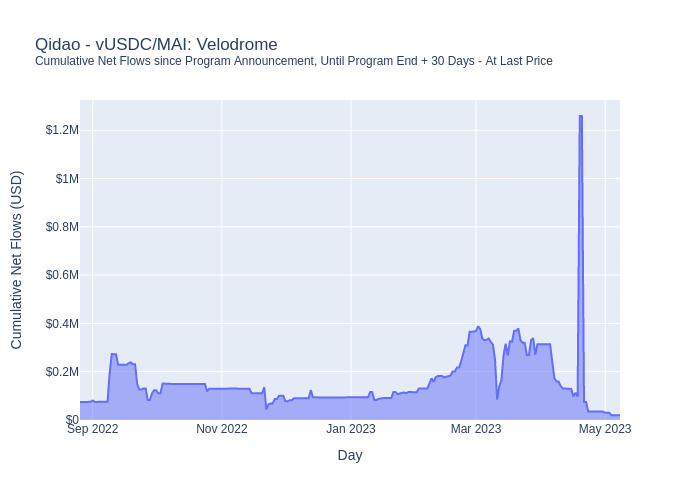 Qidao - vUSDC/MAI: Velodrome
Cumulative Net Flows since Program Announcement, Until Program End + 30 Days - At Last Price
Cumulative Net Flows (USD)
$1.2M
$1M
$0.8M
$0.6M
$0.4M
$0.2M
$0
Sep 2022
Nov 2022
Jan 2023
Mar 2023
May 2023
Day